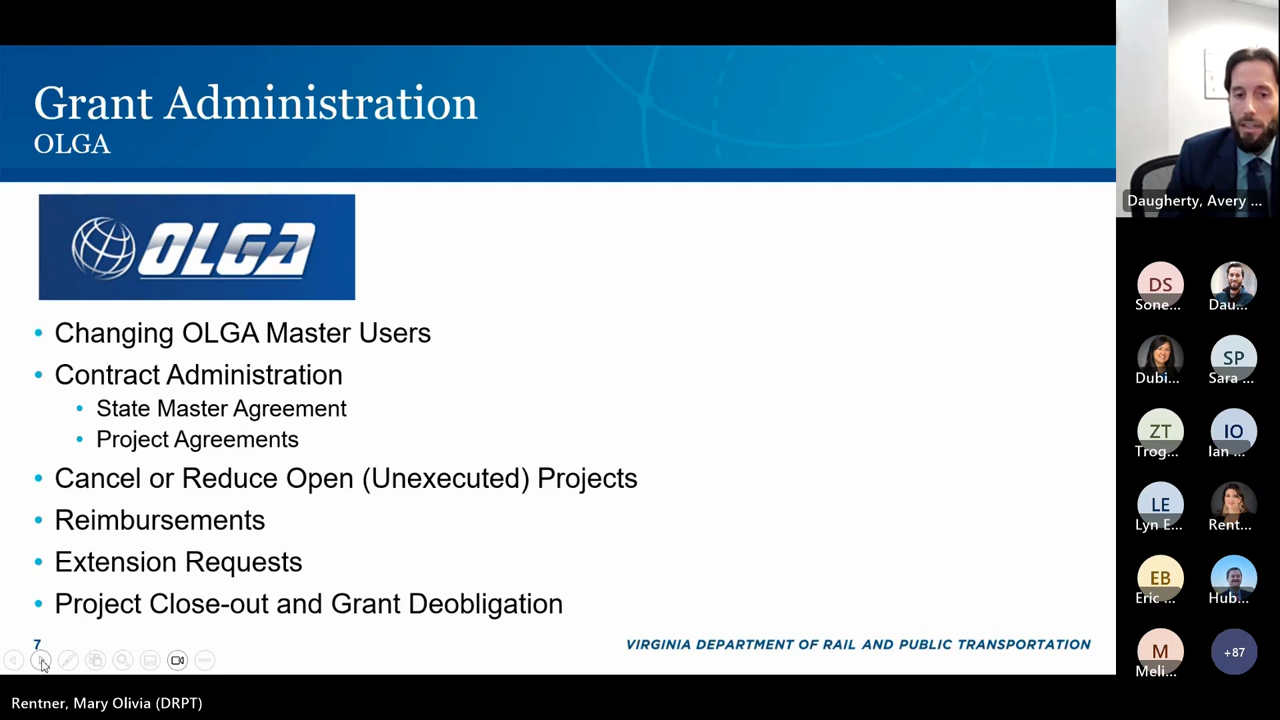 Grant Administration
OLGA
OLGA
Changing OLGA Master Users
Contract Administration
State Master Agreement
Project Agreements
Cancel or Reduce Open (Unexecuted) Projects
Reimbursements
Extension Requests
Project Close-out and Grant Deobligation
7
VIRGINIA DEPARTMENT OF RAIL AND PUBLIC TRANSPORTATION
Rentner, Mary Olivia (DRPT)
Daugherty, Avery ...
DS
Sone... Dau...
SP
Dubi... Sara ...
ZT IO
Trog... Ian ...
LE
Lyn E... Rent...
EB
Eric ... Hub...
M +87
Meli...